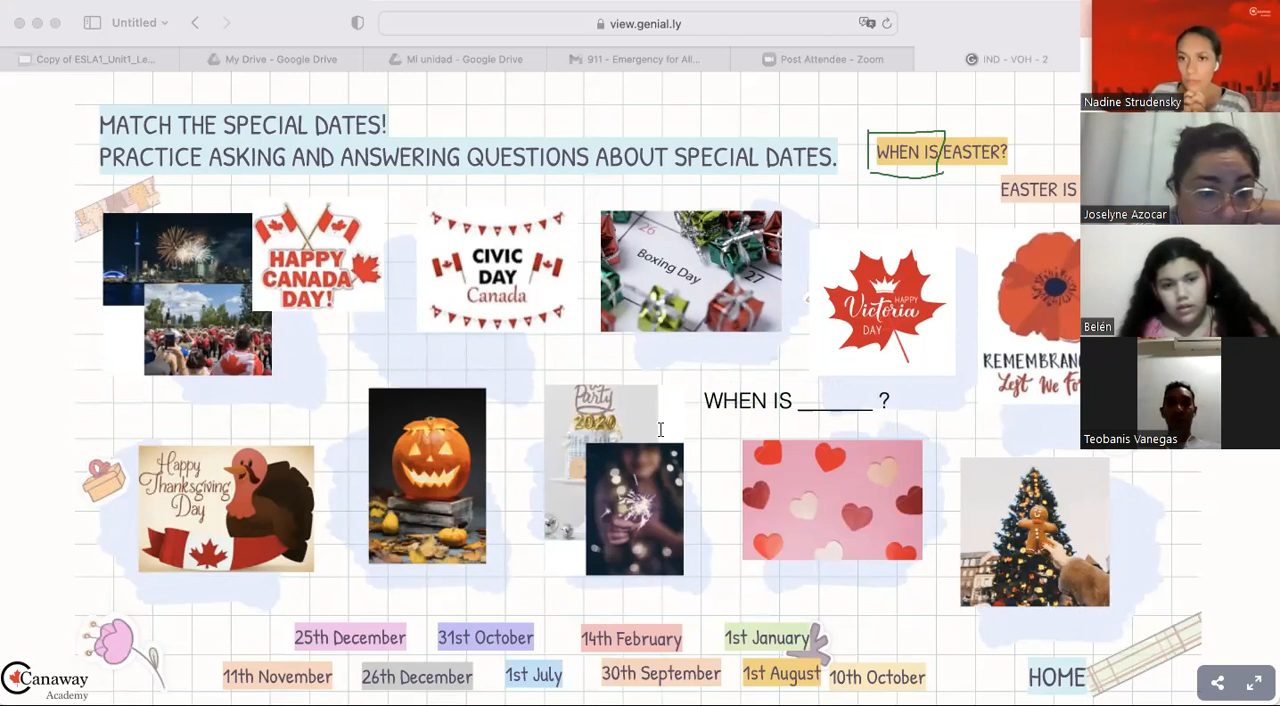 Untitled
view.genial.ly
Copy of ESLA1_Unit1_Le...
My Drive - Google Drive
Mi unidad - Google Drive
911 - Emergency for Al...
Post Attendee - Zoom
IND - VOH - 2
MATCH THE SPECIAL DATES!
PRACTICE ASKING AND ANSWERING QUESTIONS ABOUT SPECIAL DATES.
WHEN IS EASTER?
EASTER IS
HAPPY
CANADA
DAY!
CIVIC
DAY
Canada
26
Boxing Day
27
HAPPY
Victoria
DAY
REMEMBRAN
Lest We Fo
Party
2020
WHEN IS ______ ?
Happy
Thanksgiving
Day
25th December
31st October
14th February
1st January
11th November
26th December
1st July
30th September
1st August
10th October
HOME
Canaway
Academy
Nadine Strudensky
Joselyne Azocar
Belén
Teobanis Vanegas
Canaway